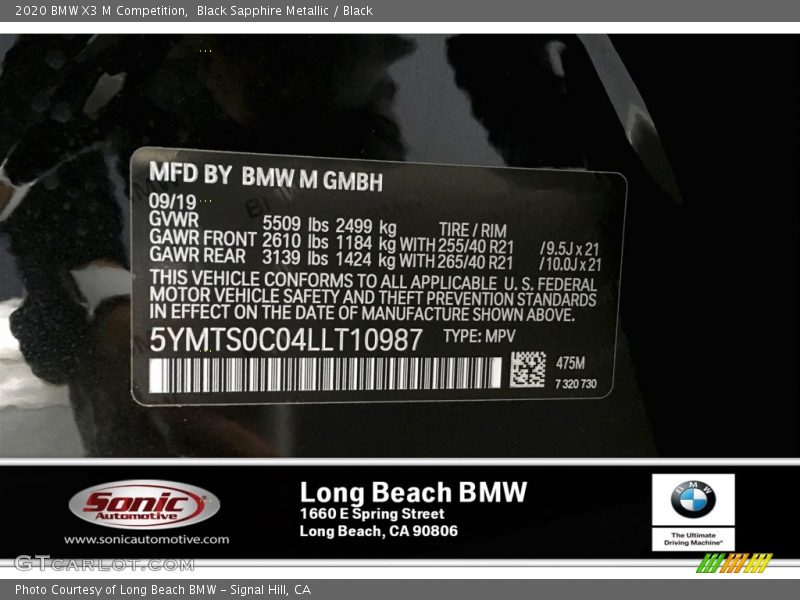 2020 BMW X3 M Competition, Black Sapphire Metallic / Black
MFD BY BMW M GMBH
09/19
GVWR 5509 lbs 2499 kg TIRE / RIM
GAWR FRONT 2610 lbs 1184 kg WITH 255/40 R21 /9.5J x 21
GAWR REAR 3139 lbs 1424 kg WITH 265/40 R21 /10.0J x 21
THIS VEHICLE CONFORMS TO ALL APPLICABLE U. S. FEDERAL
MOTOR VEHICLE SAFETY AND THEFT PREVENTION STANDARDS
IN EFFECT ON THE DATE OF MANUFACTURE SHOWN ABOVE.
5YMTS0C04LLT10987 TYPE: MPV
475M
7 320 730
Sonic
Automotive
www.sonicautomotive.com
Long Beach BMW
1660 E Spring Street
Long Beach, CA 90806
BMW
The Ultimate
Driving Machine®
GTcarlot.com
Photo Courtesy of Long Beach BMW – Signal Hill, CA